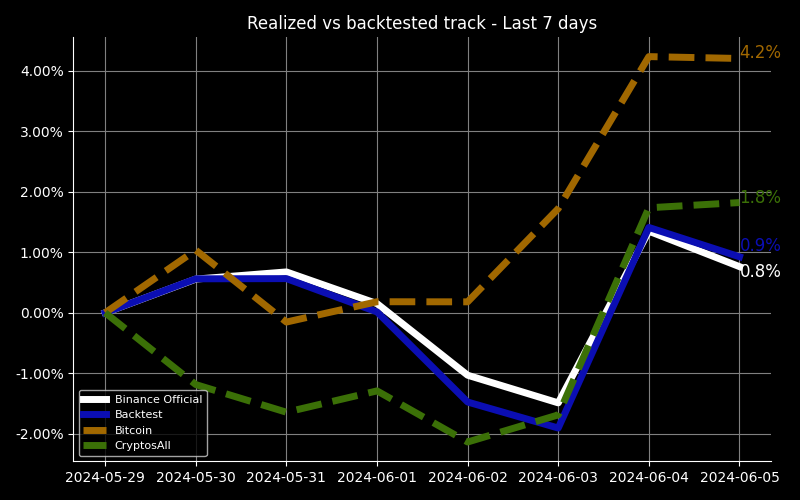 Realized vs backtested track - Last 7 days
4.00%
3.00%
2.00%
1.00%
0.00%
-1.00%
-2.00%
4.2%
1.8%
0.9%
0.8%
Binance Official
Backtest
Bitcoin
CryptosAll
2024-05-29 2024-05-30 2024-05-31 2024-06-01 2024-06-02 2024-06-03 2024-06-04 2024-06-05